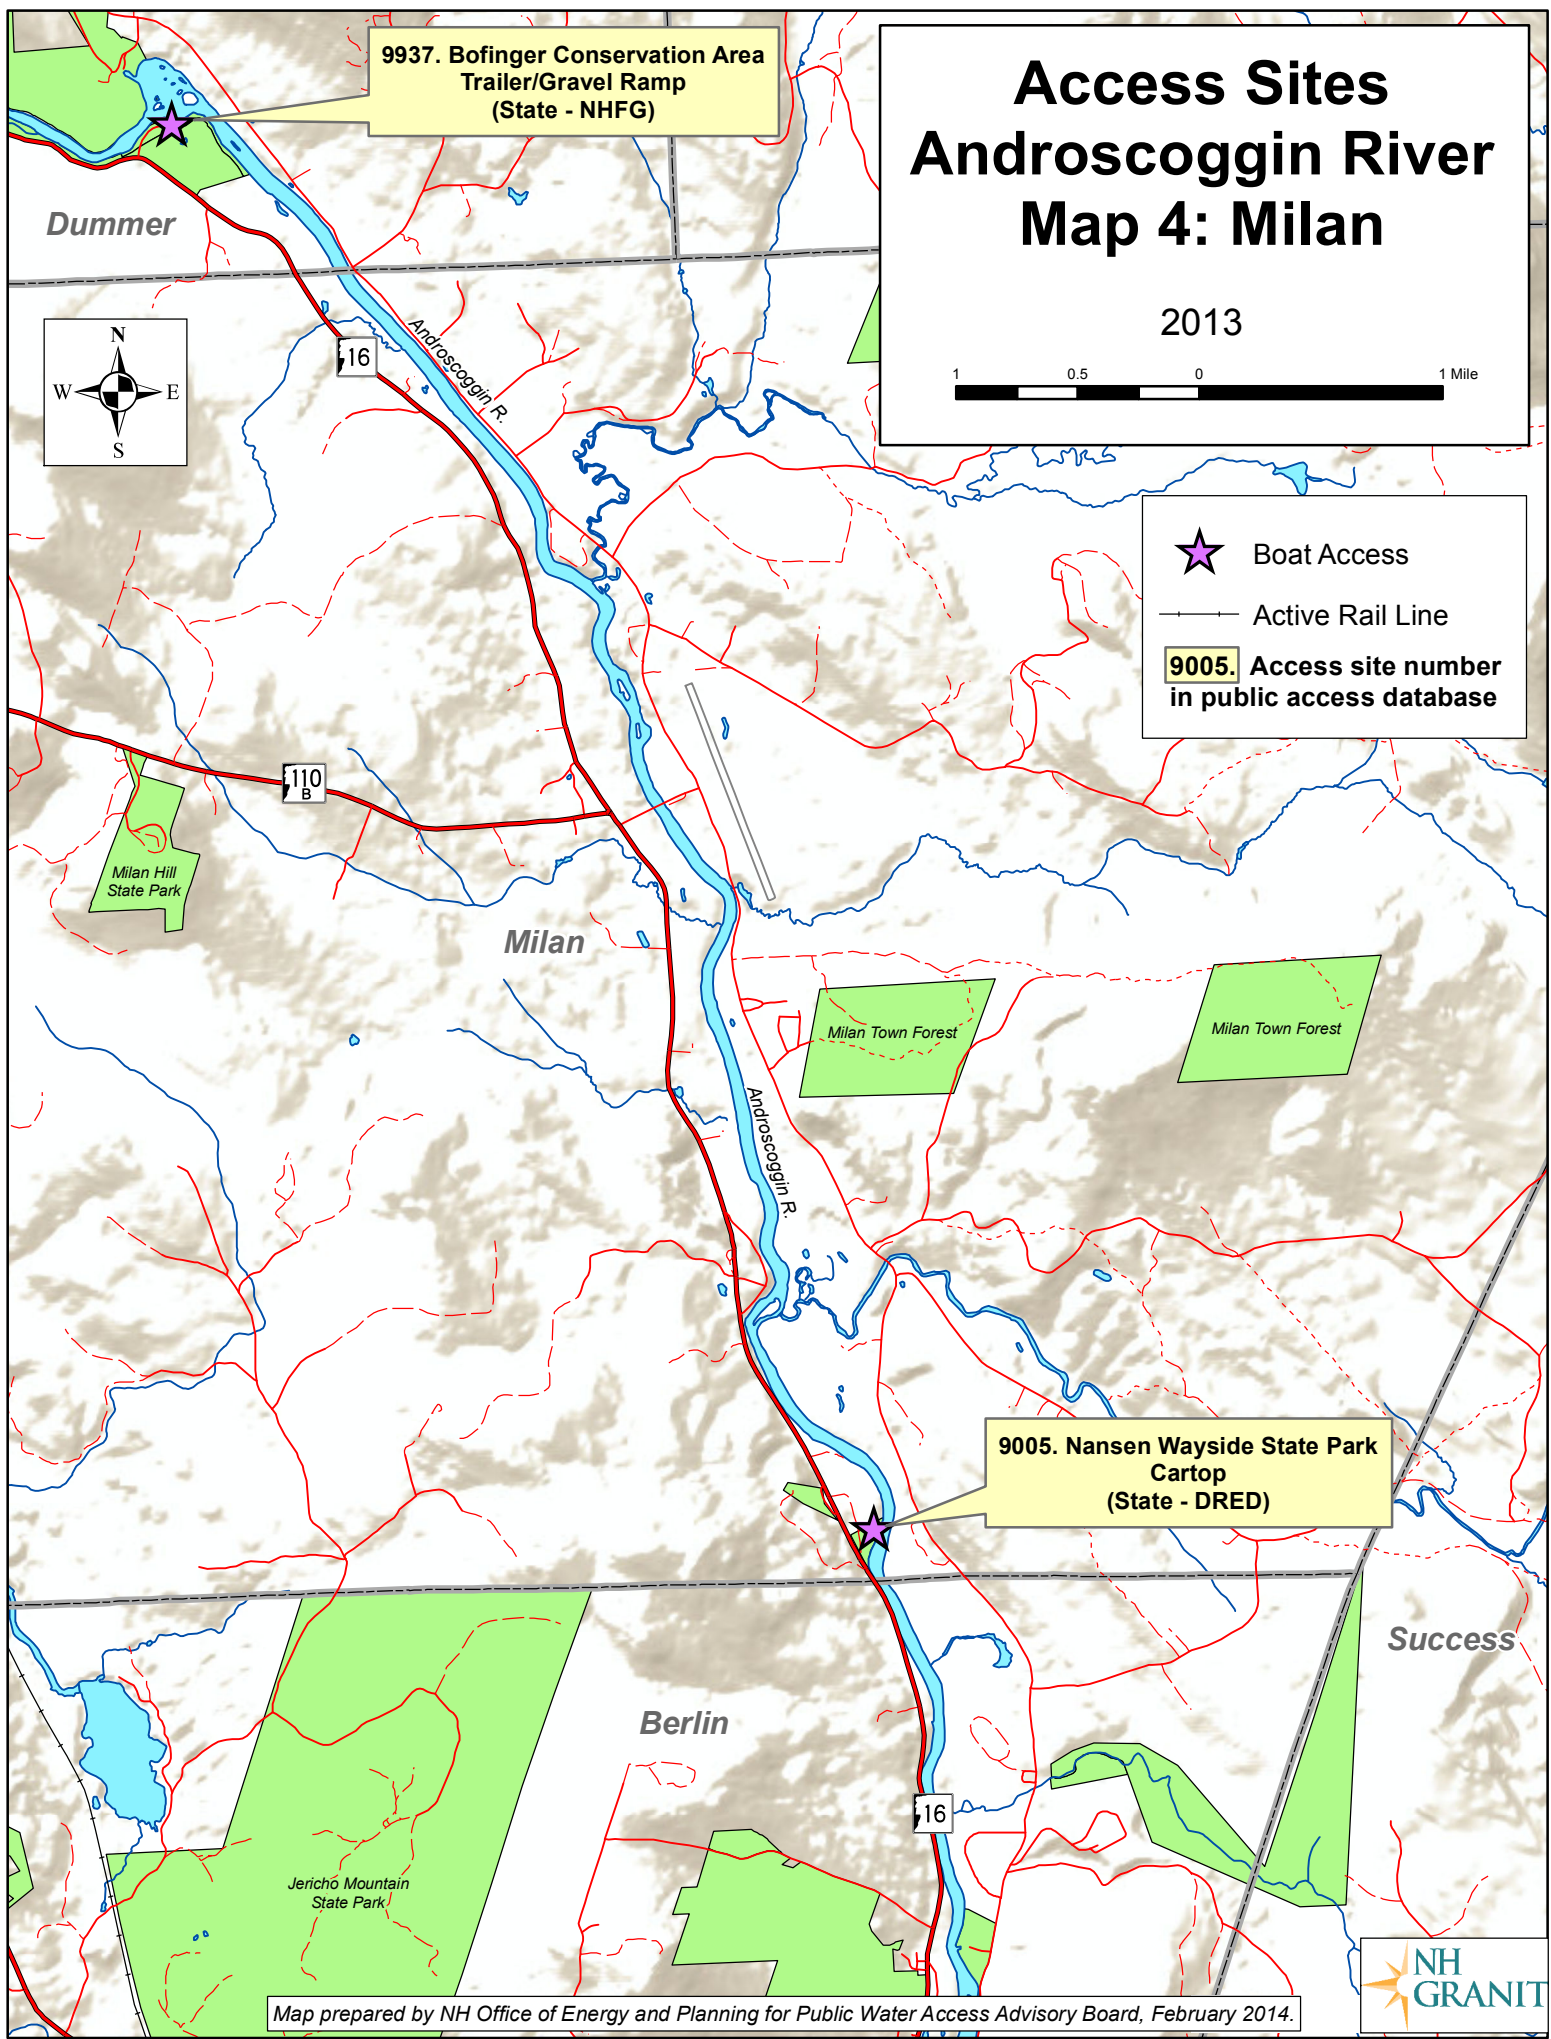 9937. Bofinger Conservation Area
Trailer/Gravel Ramp
(State - NHFG)
Access Sites
Androscoggin River
Map 4: Milan
2013
1
0.5
0
1 Mile
Dummer
N
W
E
S
16
Androscoggin R.
Boat Access
Active Rail Line
9005. Access site number
in public access database
110
B
Milan Hill
State Park
Milan
Milan Town Forest
Milan Town Forest
Androscoggin R.
9005. Nansen Wayside State Park
Cartop
(State - DRED)
Success
Berlin
16
Jericho Mountain
State Park
NH
GRANIT
Map prepared by NH Office of Energy and Planning for Public Water Access Advisory Board, February 2014.